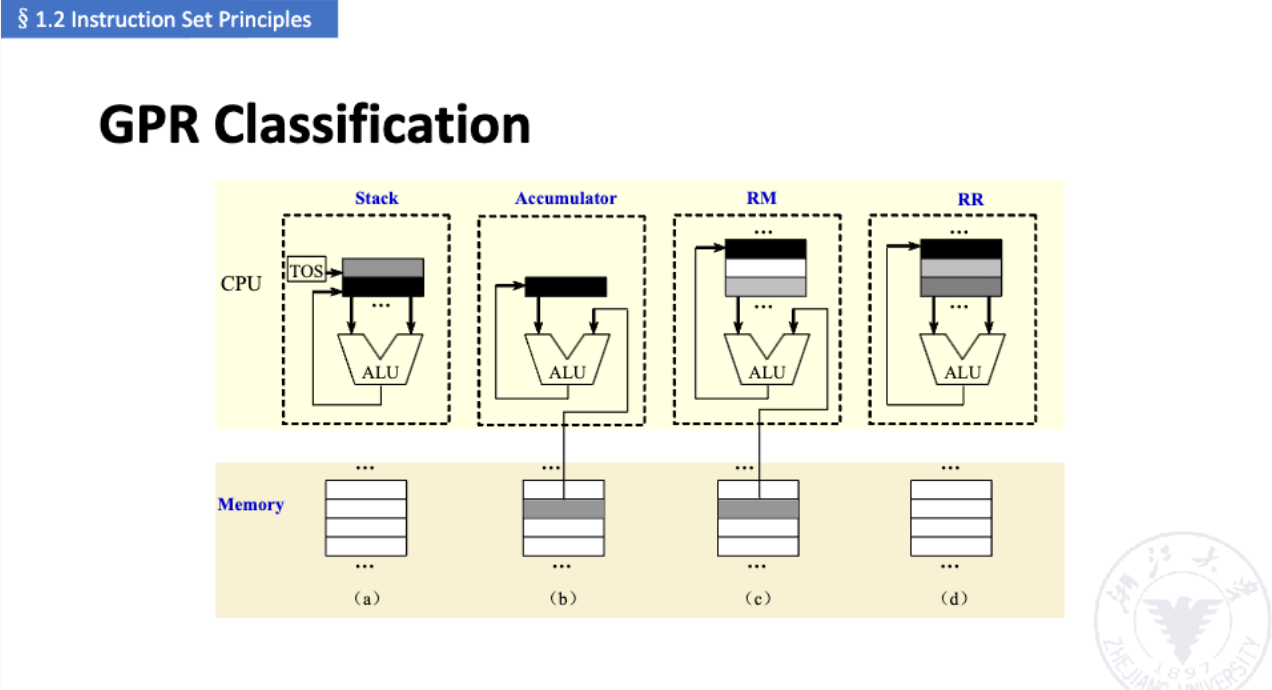 § 1.2 Instruction Set Principles
GPR Classification
Stack Accumulator RM RR
... ...
TOS
CPU
... ... ...
ALU ALU ALU ALU
... ... ... ...
Memory
... ... ... ...
(a) (b) (c) (d)
浙江大学
1897
ZHEJIANG UNIVERSITY